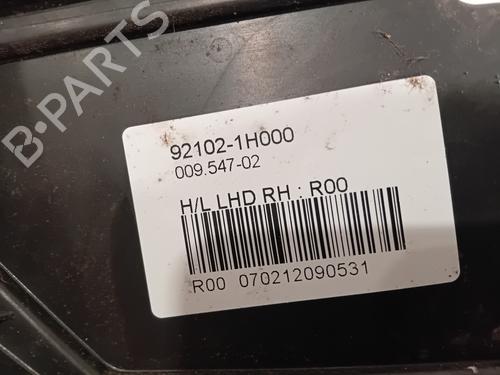 B-PARTS
92102-1H000
009.547-02
H/L LHD RH : R00
R00 070212090531